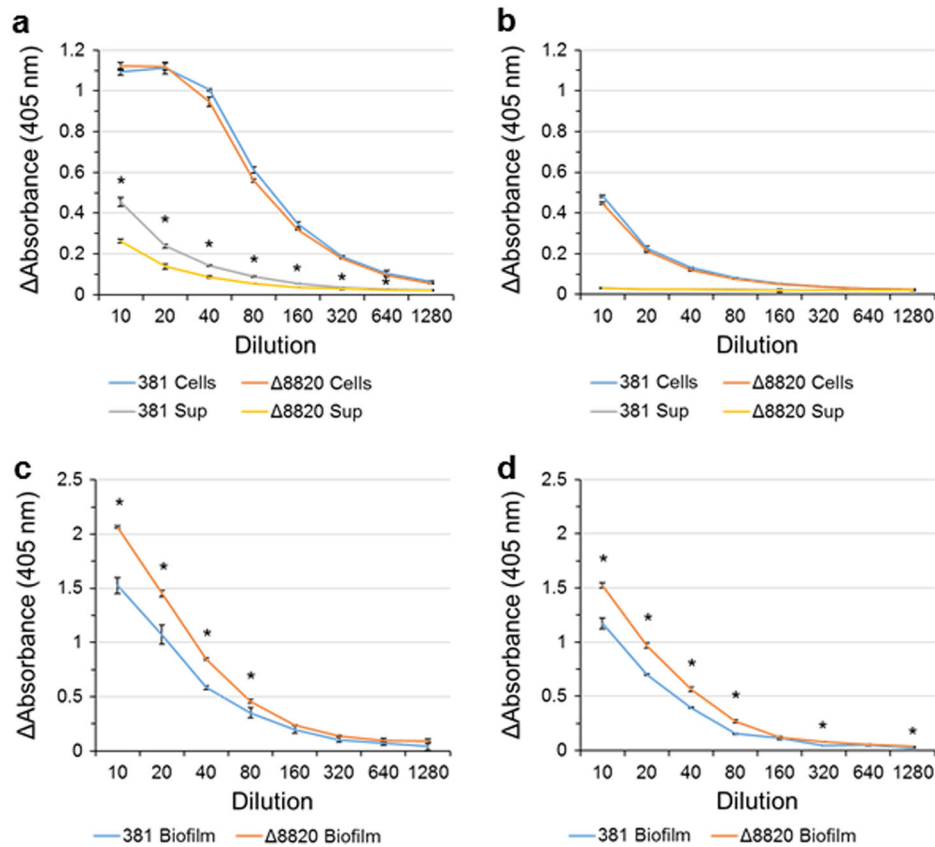 a
ΔAbsorbance (405 nm)
1.2
1
0.8
0.6
0.4
0.2
0
* * * * * * *
10 20 40 80 160 320 640 1280
Dilution
381 Cells Δ8820 Cells
381 Sup Δ8820 Sup
b
ΔAbsorbance (405 nm)
1.2
1
0.8
0.6
0.4
0.2
0
10 20 40 80 160 320 640 1280
Dilution
381 Cells Δ8820 Cells
381 Sup Δ8820 Sup
c
ΔAbsorbance (405 nm)
2.5
2
1.5
1
0.5
0
* * * *
10 20 40 80 160 320 640 1280
Dilution
381 Biofilm Δ8820 Biofilm
d
ΔAbsorbance (405 nm)
2.5
2
1.5
1
0.5
0
* * * * * *
10 20 40 80 160 320 640 1280
Dilution
381 Biofilm Δ8820 Biofilm